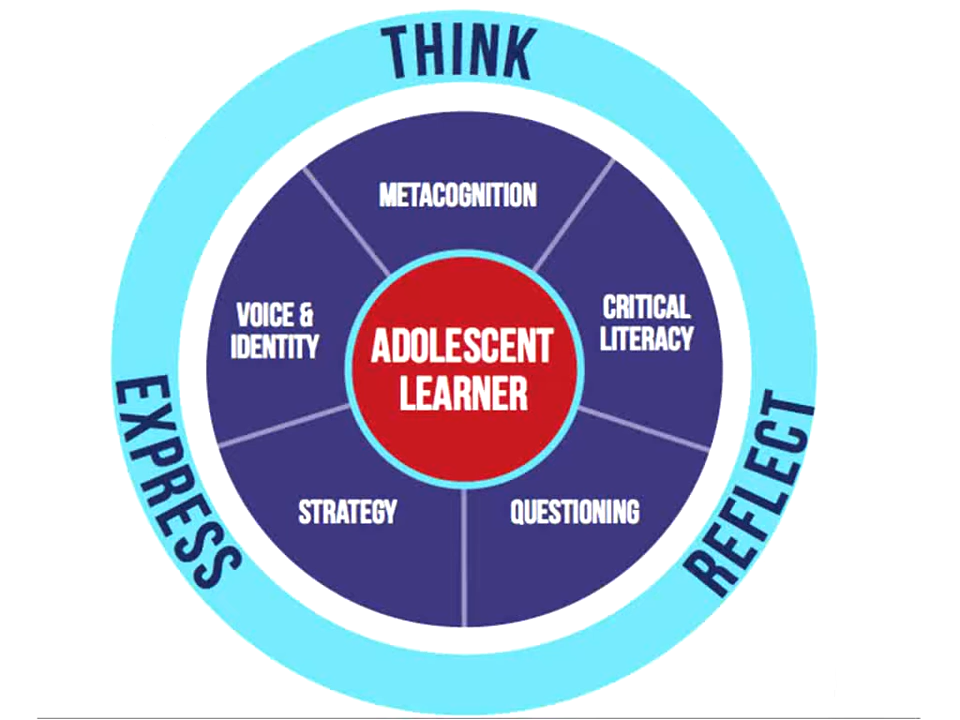 THINK
METACOGNITION
VOICE &
IDENTITY
CRITICAL
LITERACY
ADOLESCENT
LEARNER
EXPRESS
REFLECT
STRATEGY
QUESTIONING